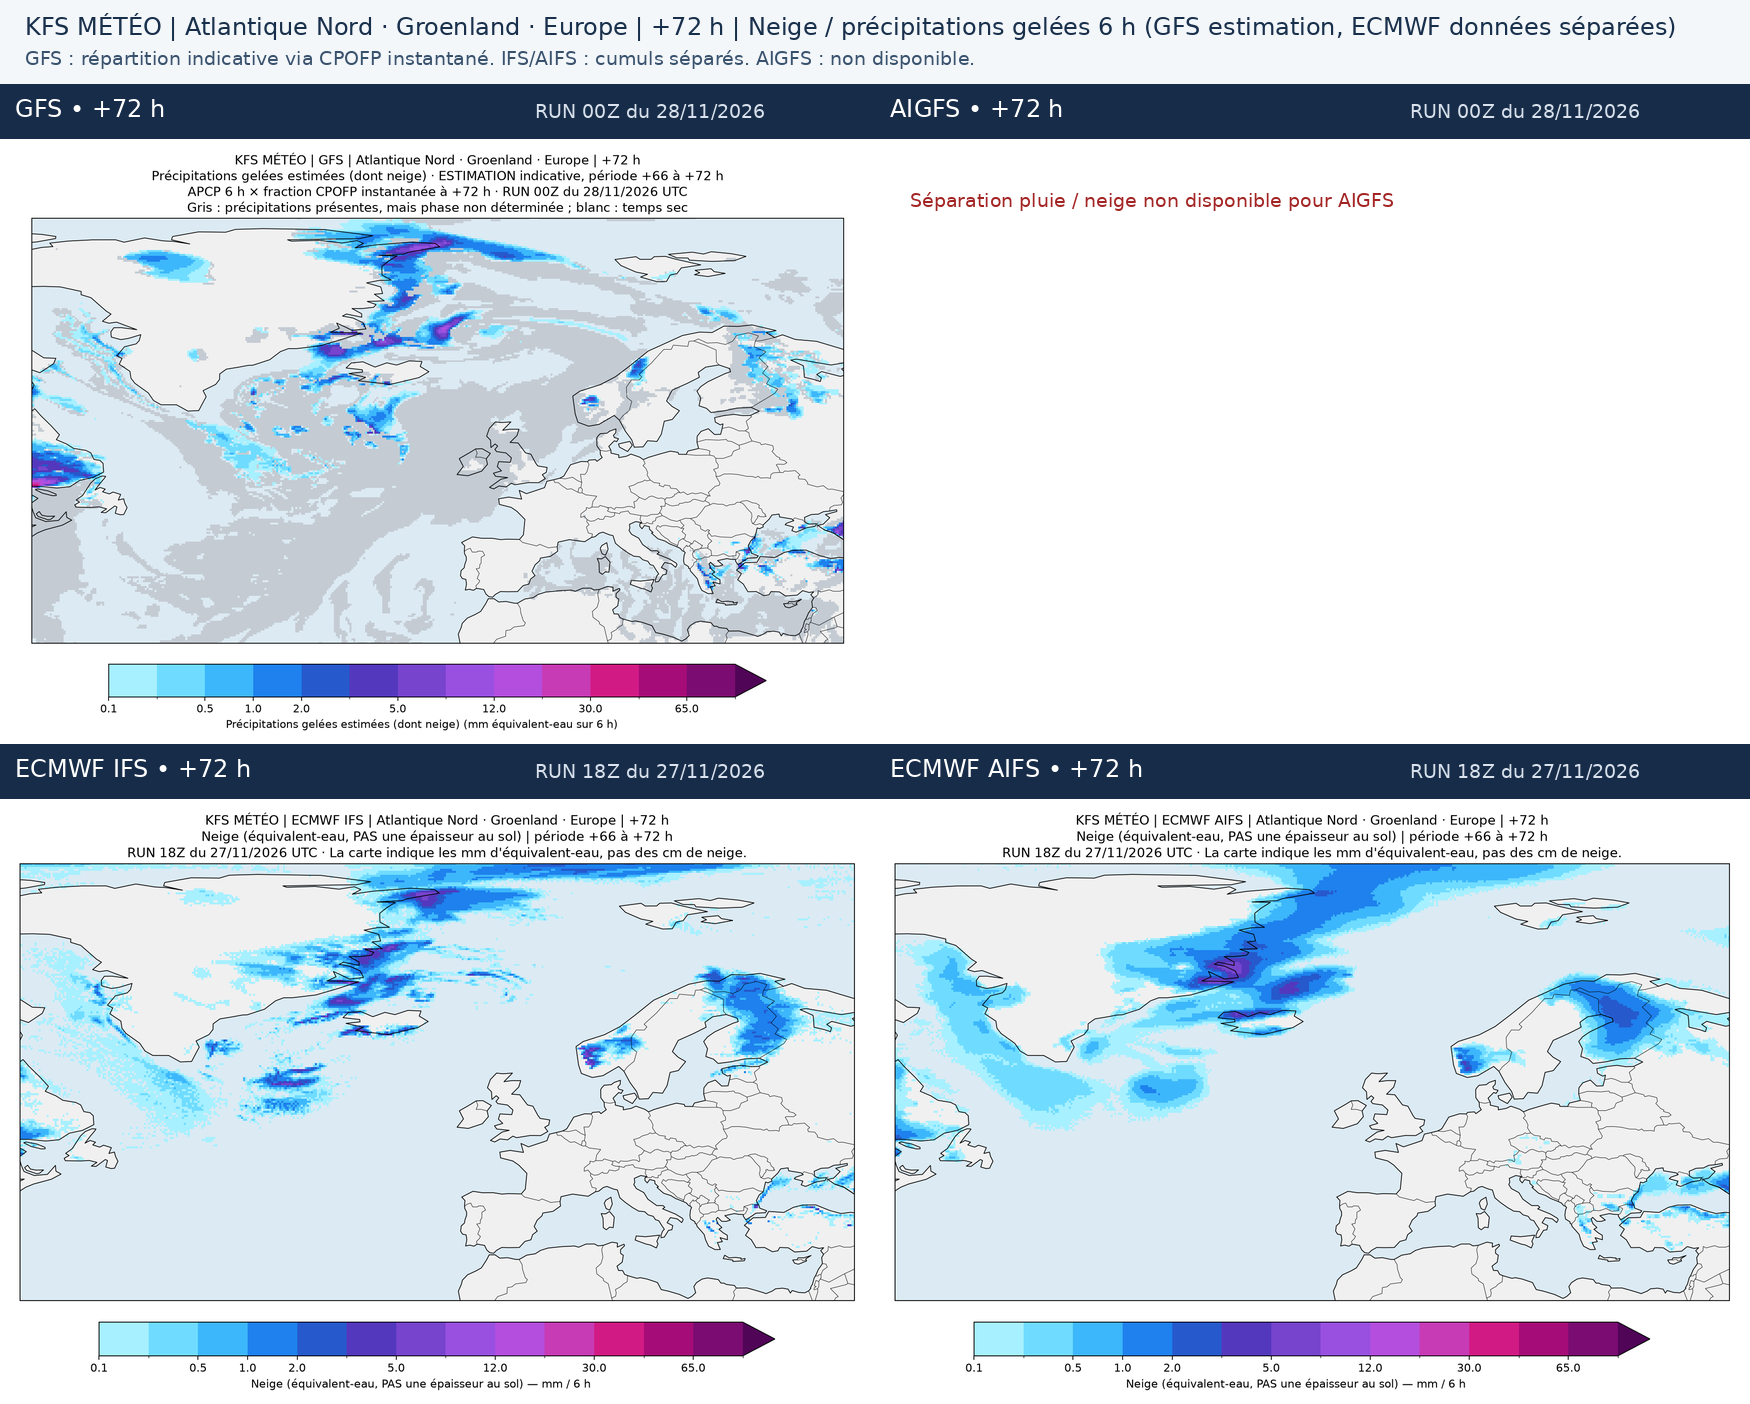 KFS MÉTÉO | Atlantique Nord · Groenland · Europe | +72 h | Neige / précipitations gelées 6 h (GFS estimation, ECMWF données séparées)
GFS : répartition indicative via CPOFP instantané. IFS/AIFS : cumuls séparés. AIGFS : non disponible.
GFS • +72 h
RUN 00Z du 28/11/2026
AIGFS • +72 h
RUN 00Z du 28/11/2026
KFS MÉTÉO | GFS | Atlantique Nord · Groenland · Europe | +72 h
Précipitations gelées estimées (dont neige) · ESTIMATION indicative, période +66 à +72 h
APCP 6 h × fraction CPOFP instantanée à +72 h · RUN 00Z du 28/11/2026 UTC
Gris : précipitations présentes, mais phase non déterminée ; blanc : temps sec
Séparation pluie / neige non disponible pour AIGFS
0.1 0.5 1.0 2.0 5.0 12.0 30.0 65.0
Précipitations gelées estimées (dont neige) (mm équivalent-eau sur 6 h)
ECMWF IFS • +72 h
RUN 18Z du 27/11/2026
ECMWF AIFS • +72 h
RUN 18Z du 27/11/2026
KFS MÉTÉO | ECMWF IFS | Atlantique Nord · Groenland · Europe | +72 h
Neige (équivalent-eau, PAS une épaisseur au sol) | période +66 à +72 h
RUN 18Z du 27/11/2026 UTC · La carte indique les mm d'équivalent-eau, pas des cm de neige.
KFS MÉTÉO | ECMWF AIFS | Atlantique Nord · Groenland · Europe | +72 h
Neige (équivalent-eau, PAS une épaisseur au sol) | période +66 à +72 h
RUN 18Z du 27/11/2026 UTC · La carte indique les mm d'équivalent-eau, pas des cm de neige.
0.1 0.5 1.0 2.0 5.0 12.0 30.0 65.0
Neige (équivalent-eau, PAS une épaisseur au sol) — mm / 6 h
0.1 0.5 1.0 2.0 5.0 12.0 30.0 65.0
Neige (équivalent-eau, PAS une épaisseur au sol) — mm / 6 h